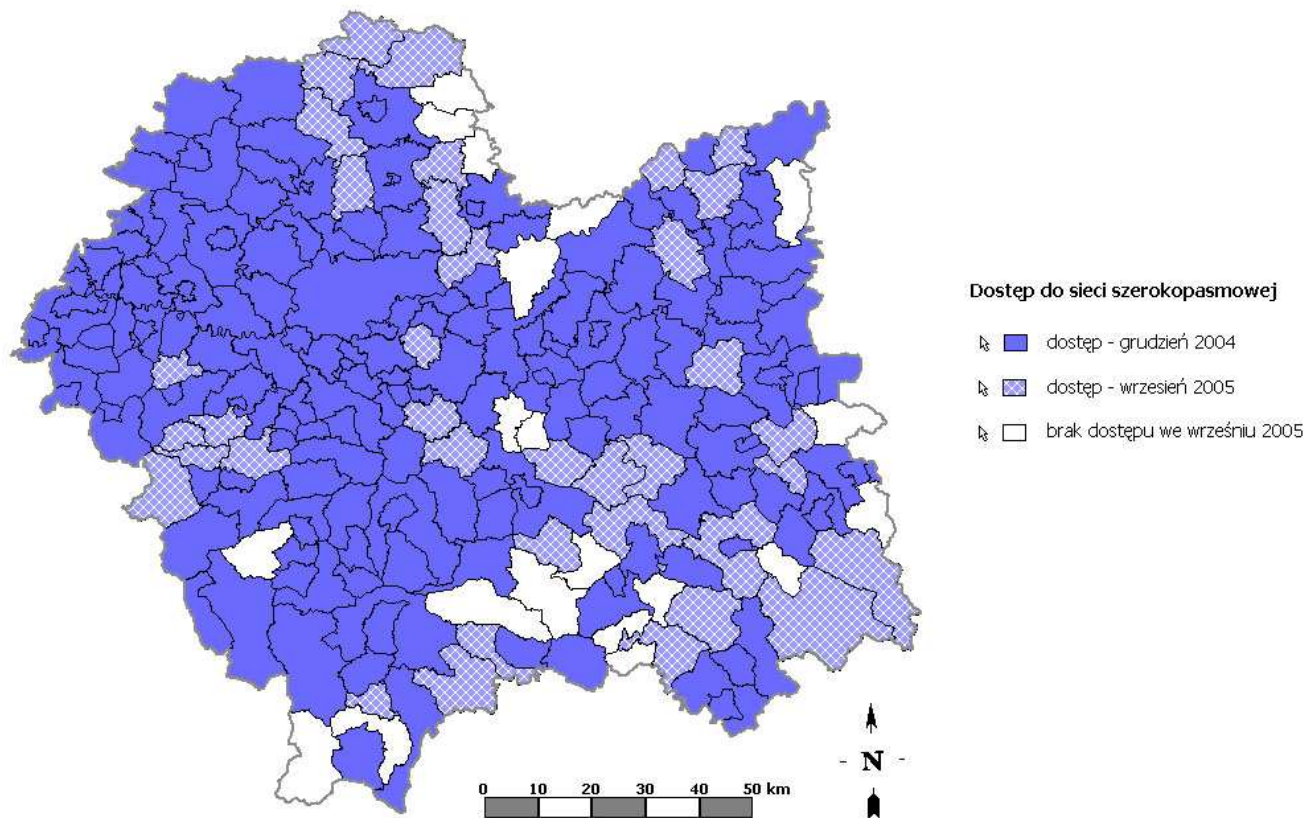 Dostęp do sieci szerokopasmowej
dostęp - grudzień 2004
dostęp - wrzesień 2005
brak dostępu we wrześniu 2005
- N -
0 10 20 30 40 50 km